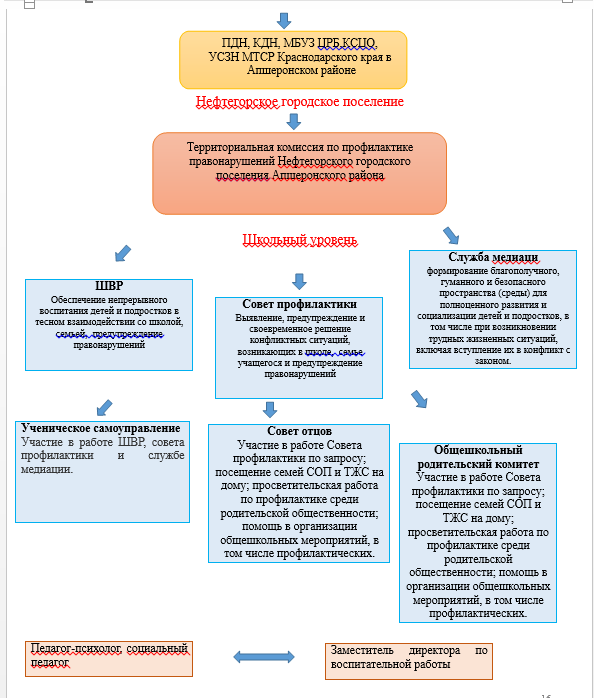 ПДН, КДН, МБУЗ ЦРБ,КСЦО,
УСЗН МТСР Краснодарского края в
Апшеронском районе
Нефтегорское городское поселение
Территориальная комиссия по профилактике
правонарушений Нефтегорского городского
поселения Апшеронского района
Школьный уровень
ШВР
Обеспечение непрерывного
воспитания детей и подростков в
тесном взаимодействии со школой,
семьей, предупреждение
правонарушений
Совет профилактики
Выявление, предупреждение и
своевременное решение
конфликтных ситуаций,
возникающих в школе, семье
учащегося и предупреждение
правонарушений
Служба медиаци
формирование благополучного,
гуманного и безопасного
пространства (среды) для
полноценного развития и
социализации детей и подростков, в
том числе при возникновении
трудных жизненных ситуаций,
включая вступление их в конфликт с
законом.
Ученическое самоуправление
Участие в работе ШВР, совета
профилактики и службе
медиации.
Совет отцов
Участие в работе Совета
профилактики по запросу;
посещение семей СОП и ТЖС на
дому; просветительская работа
по профилактике среди
родительской общественности;
помощь в организации
общешкольных мероприятий, в
том числе профилактических.
Общешкольный
родительский комитет
Участие в работе Совета
профилактики по запросу;
посещение семей СОП и
ТЖС на дому;
просветительская работа по
профилактике среди
родительской
общественности; помощь в
организации общешкольных
мероприятий, в том числе
профилактических.
Педагог-психолог, социальный
педагог
Заместитель директора по
воспитательной работы